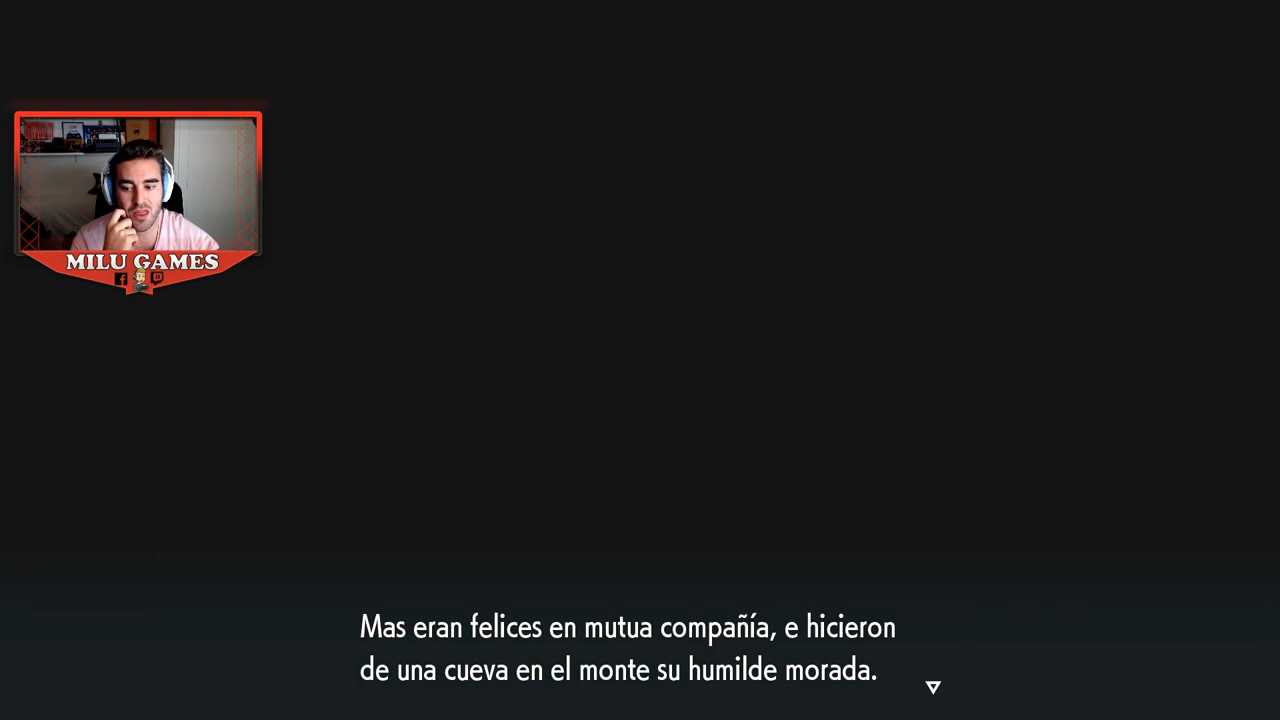 MILU GAMES
Mas eran felices en mutua compañía, e hicieron
de una cueva en el monte su humilde morada.